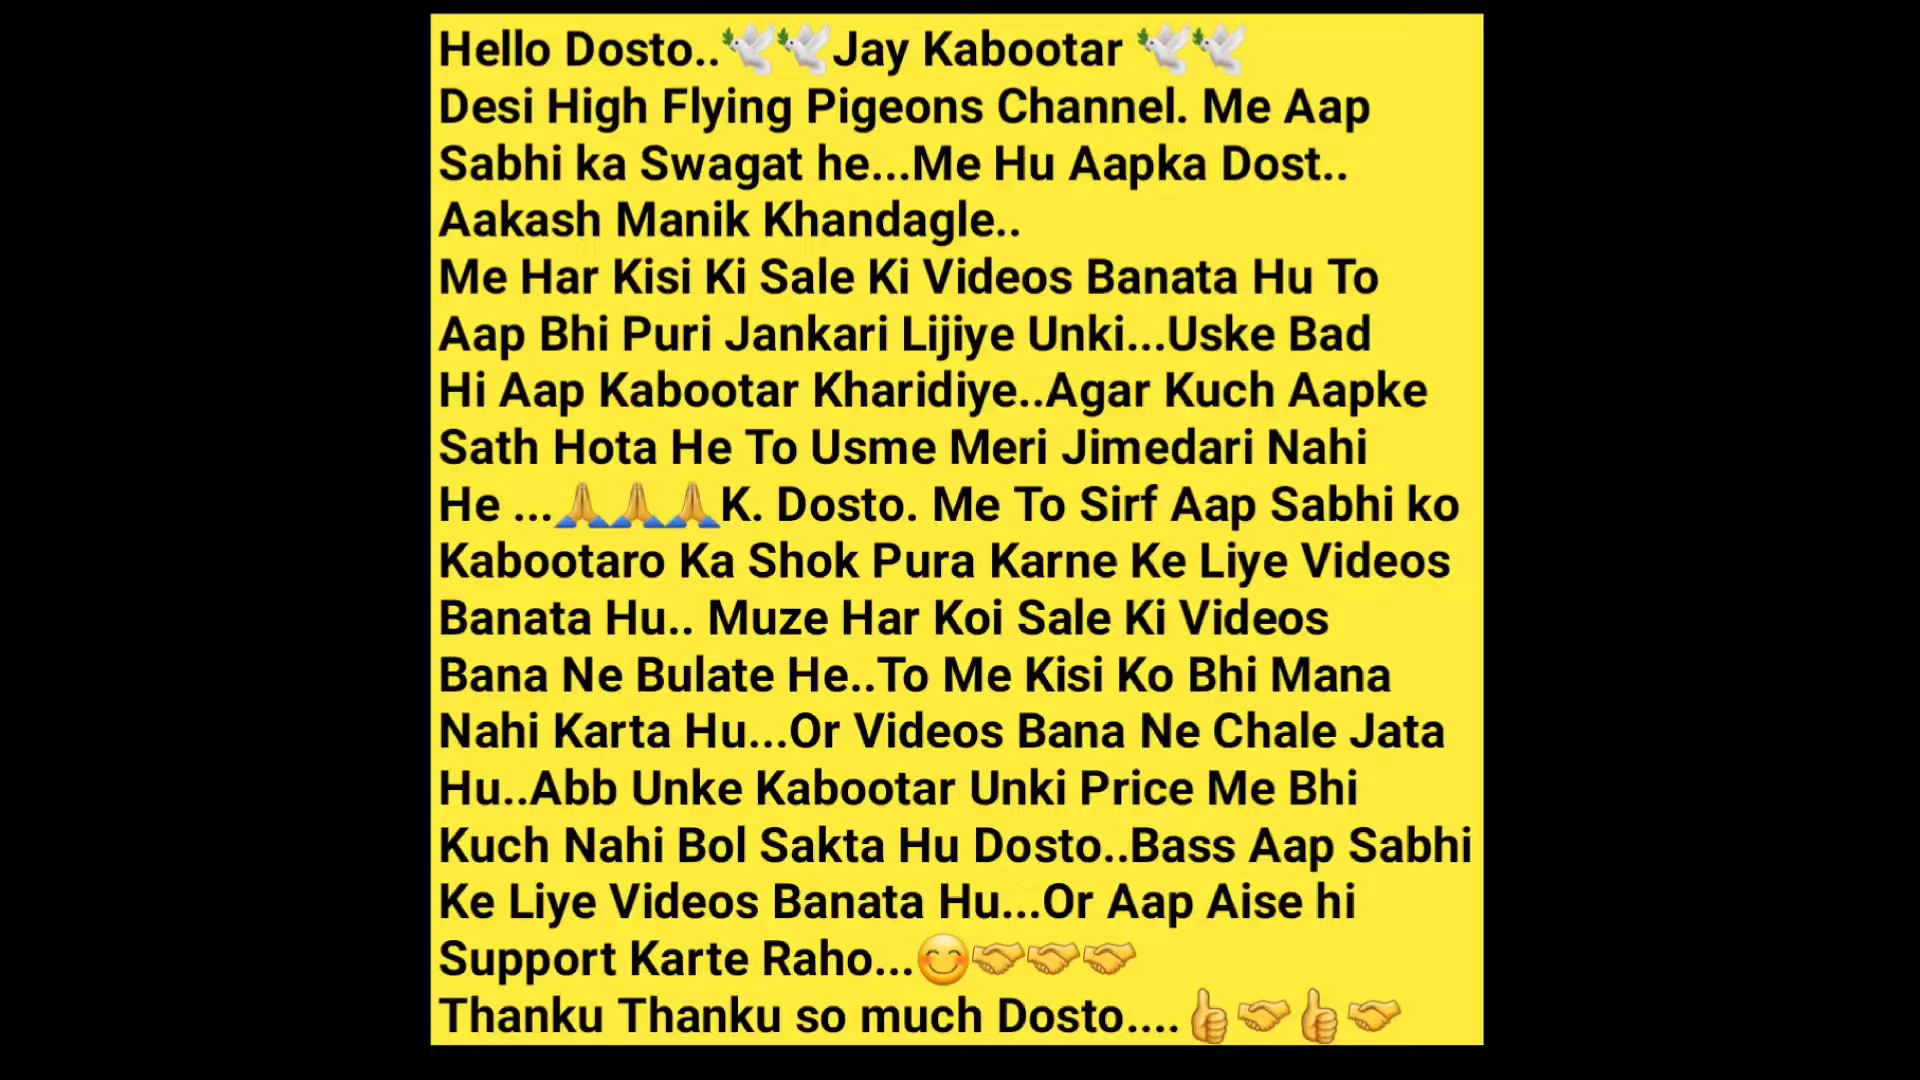 Hello Dosto..🕊️🕊️Jay Kabootar 🕊️🕊️
Desi High Flying Pigeons Channel. Me Aap
Sabhi ka Swagat he...Me Hu Aapka Dost..
Aakash Manik Khandagle..
Me Har Kisi Ki Sale Ki Videos Banata Hu To
Aap Bhi Puri Jankari Lijiye Unki...Uske Bad
Hi Aap Kabootar Kharidiye..Agar Kuch Aapke
Sath Hota He To Usme Meri Jimedari Nahi
He ...🙏🙏🙏K. Dosto. Me To Sirf Aap Sabhi ko
Kabootaro Ka Shok Pura Karne Ke Liye Videos
Banata Hu.. Muze Har Koi Sale Ki Videos
Bana Ne Bulate He..To Me Kisi Ko Bhi Mana
Nahi Karta Hu...Or Videos Bana Ne Chale Jata
Hu..Abb Unke Kabootar Unki Price Me Bhi
Kuch Nahi Bol Sakta Hu Dosto..Bass Aap Sabhi
Ke Liye Videos Banata Hu...Or Aap Aise hi
Support Karte Raho...😊🤝🤝🤝
Thanku Thanku so much Dosto....👍🤝👍🤝